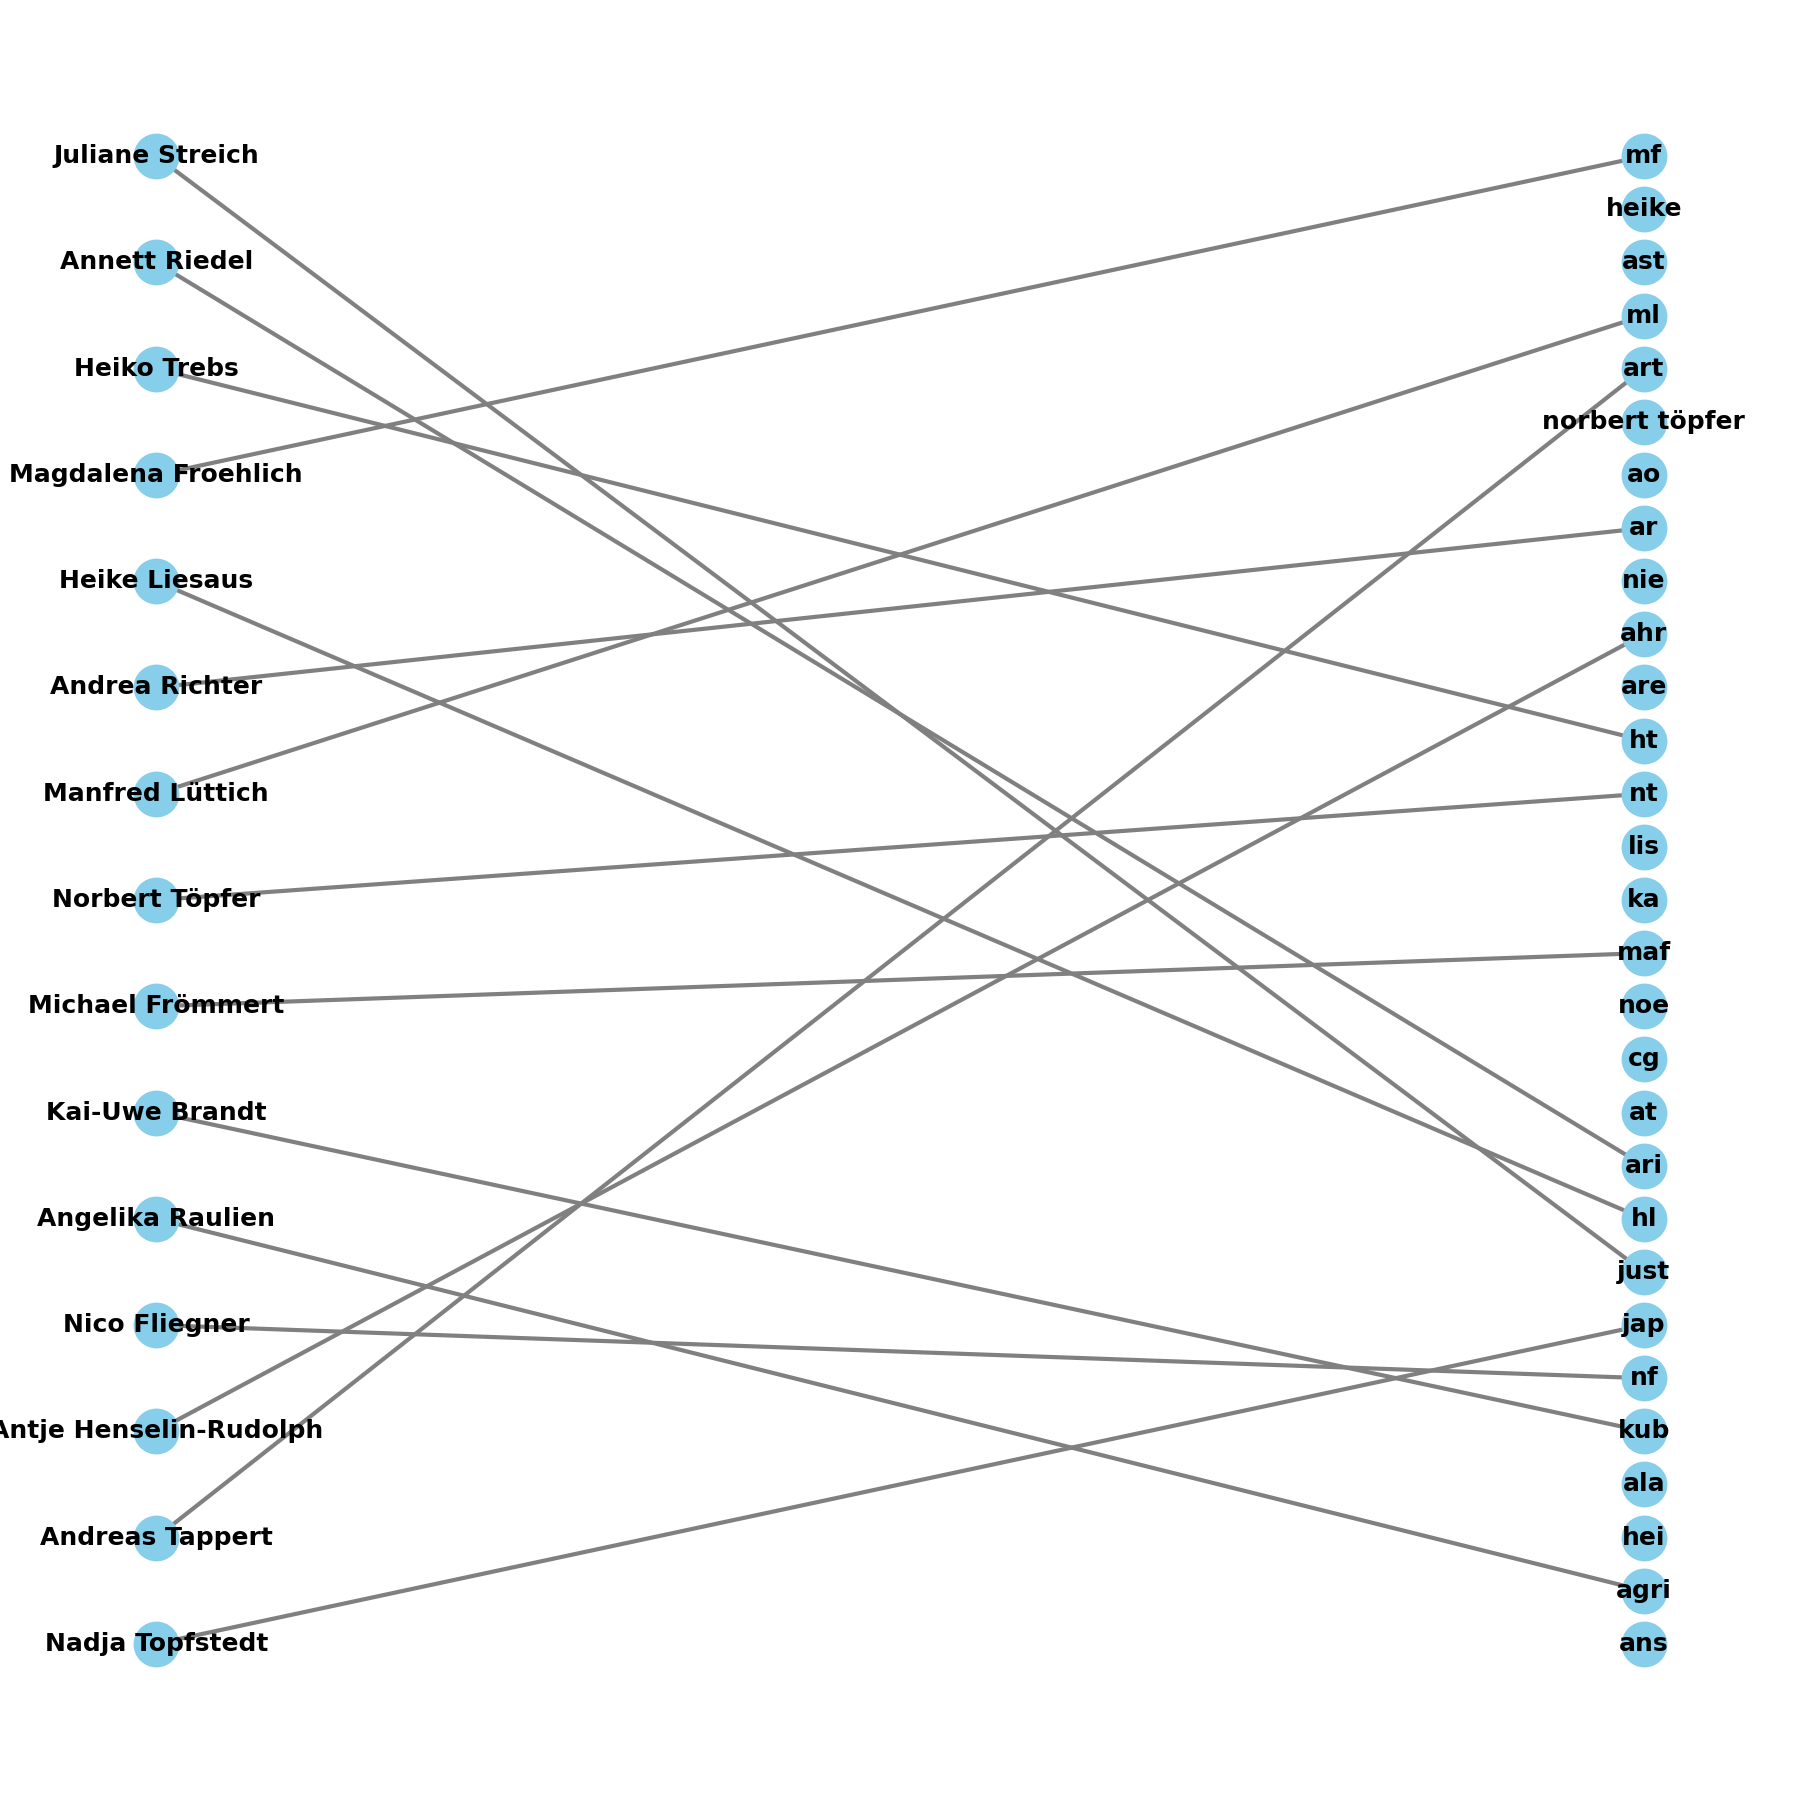 Juliane Streich
Annett Riedel
Heiko Trebs
Magdalena Froehlich
Heike Liesaus
Andrea Richter
Manfred Lüttich
Norbert Töpfer
Michael Frömmert
Kai-Uwe Brandt
Angelika Raulien
Nico Fliegner
Antje Henselin-Rudolph
Andreas Tappert
Nadja Topfstedt
mf
heike
ast
ml
art
norbert töpfer
ao
ar
nie
ahr
are
ht
nt
lis
ka
maf
noe
cg
at
ari
hl
just
jap
nf
kub
ala
hei
agri
ans